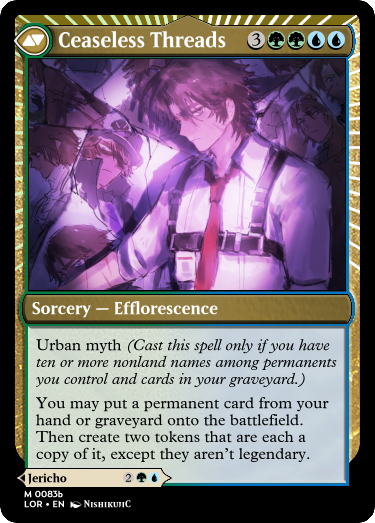 Ceaseless Threads 3
Sorcery — Efflorescence
Urban myth (Cast this spell only if you have
ten or more nonland names among permanents
you control and cards in your graveyard.)
You may put a permanent card from your
hand or graveyard onto the battlefield.
Then create two tokens that are each a
copy of it, except they aren't legendary.
Jericho 2
M 0083b
LOR • EN NISHIKUJIC